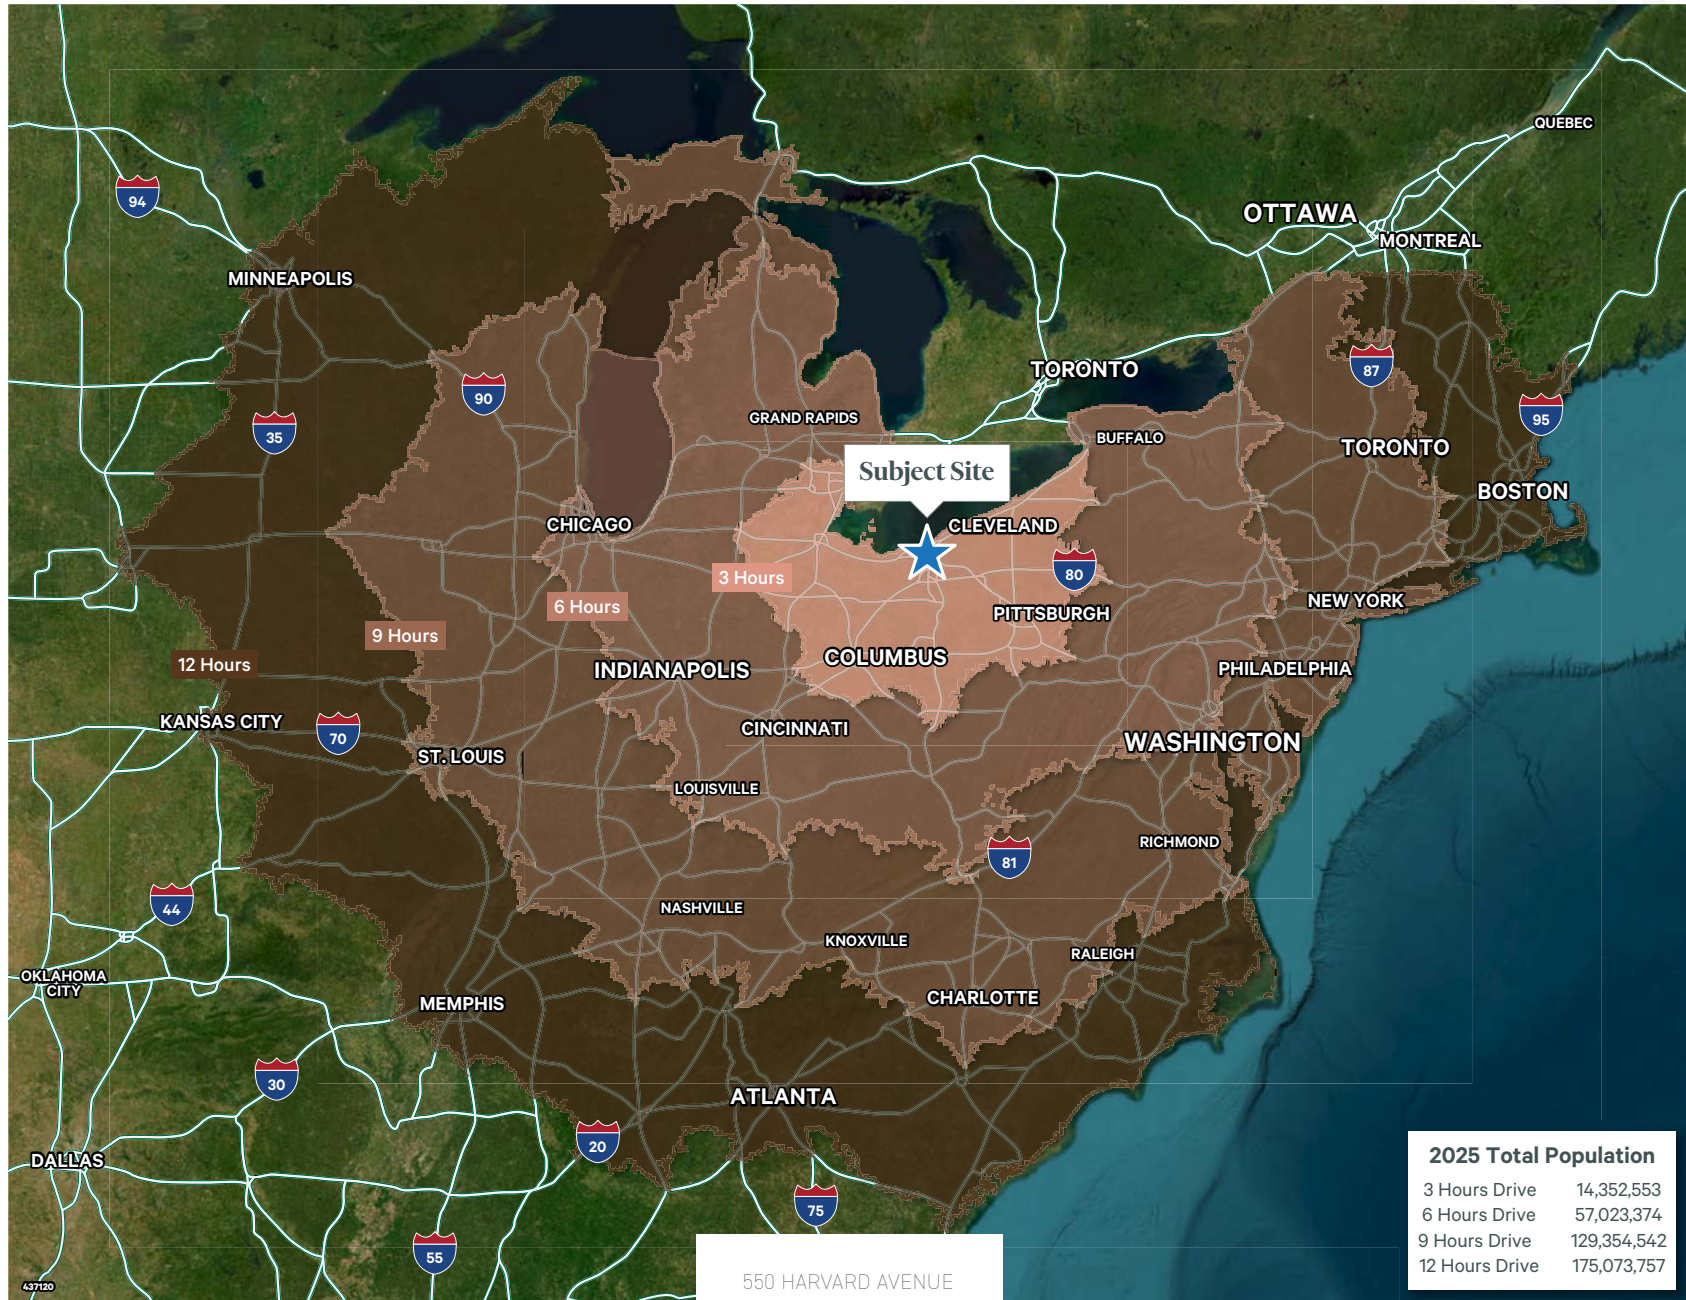 QUEBEC
94
OTTAWA
MONTREAL
MINNEAPOLIS
87
TORONTO
90
95
GRAND RAPIDS
35
BUFFALO
TORONTO
Subject Site
BOSTON
CHICAGO
CLEVELAND
3 Hours
80
6 Hours
NEW YORK
PITTSBURGH
9 Hours
12 Hours
COLUMBUS
INDIANAPOLIS
PHILADELPHIA
KANSAS CITY
70
CINCINNATI
WASHINGTON
ST. LOUIS
LOUISVILLE
RICHMOND
81
44
NASHVILLE
KNOXVILLE
RALEIGH
OKLAHOMA
CITY
MEMPHIS
CHARLOTTE
30
ATLANTA
20
DALLAS
75
55
2025 Total Population
3 Hours Drive 14,352,553
6 Hours Drive 57,023,374
9 Hours Drive 129,354,542
12 Hours Drive 175,073,757
550 HARVARD AVENUE
437120